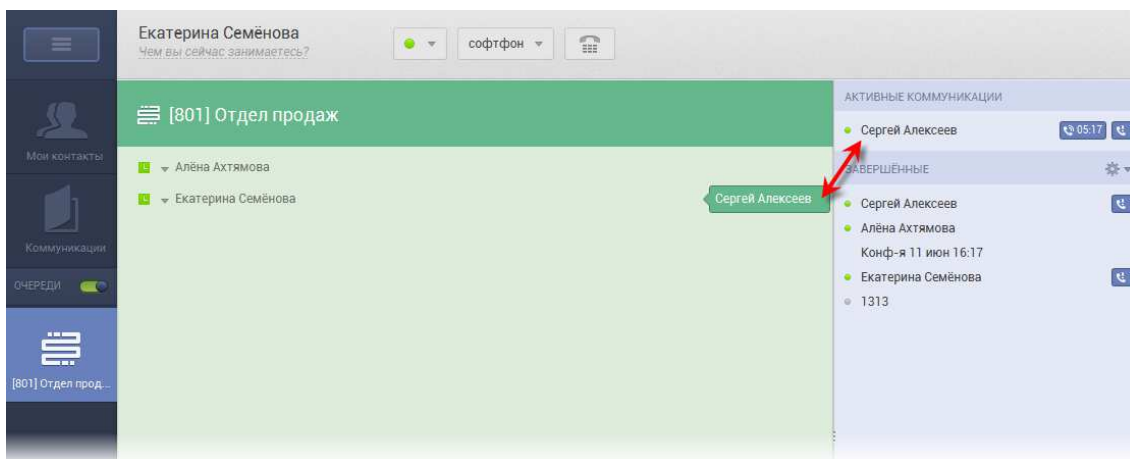 Екатерина Семёнова
Чем вы сейчас занимаетесь?
софтфон
Мои контакты
Коммуникации
ОЧЕРЕДИ
[801] Отдел прод...
[801] Отдел продаж
Алёна Ахтямова
Екатерина Семёнова
Сергей Алексеев
АКТИВНЫЕ КОММУНИКАЦИИ
Сергей Алексеев 05:17
ЗАВЕРШЁННЫЕ
Сергей Алексеев
Алёна Ахтямова
Конф-я 11 июн 16:17
Екатерина Семёнова
1313